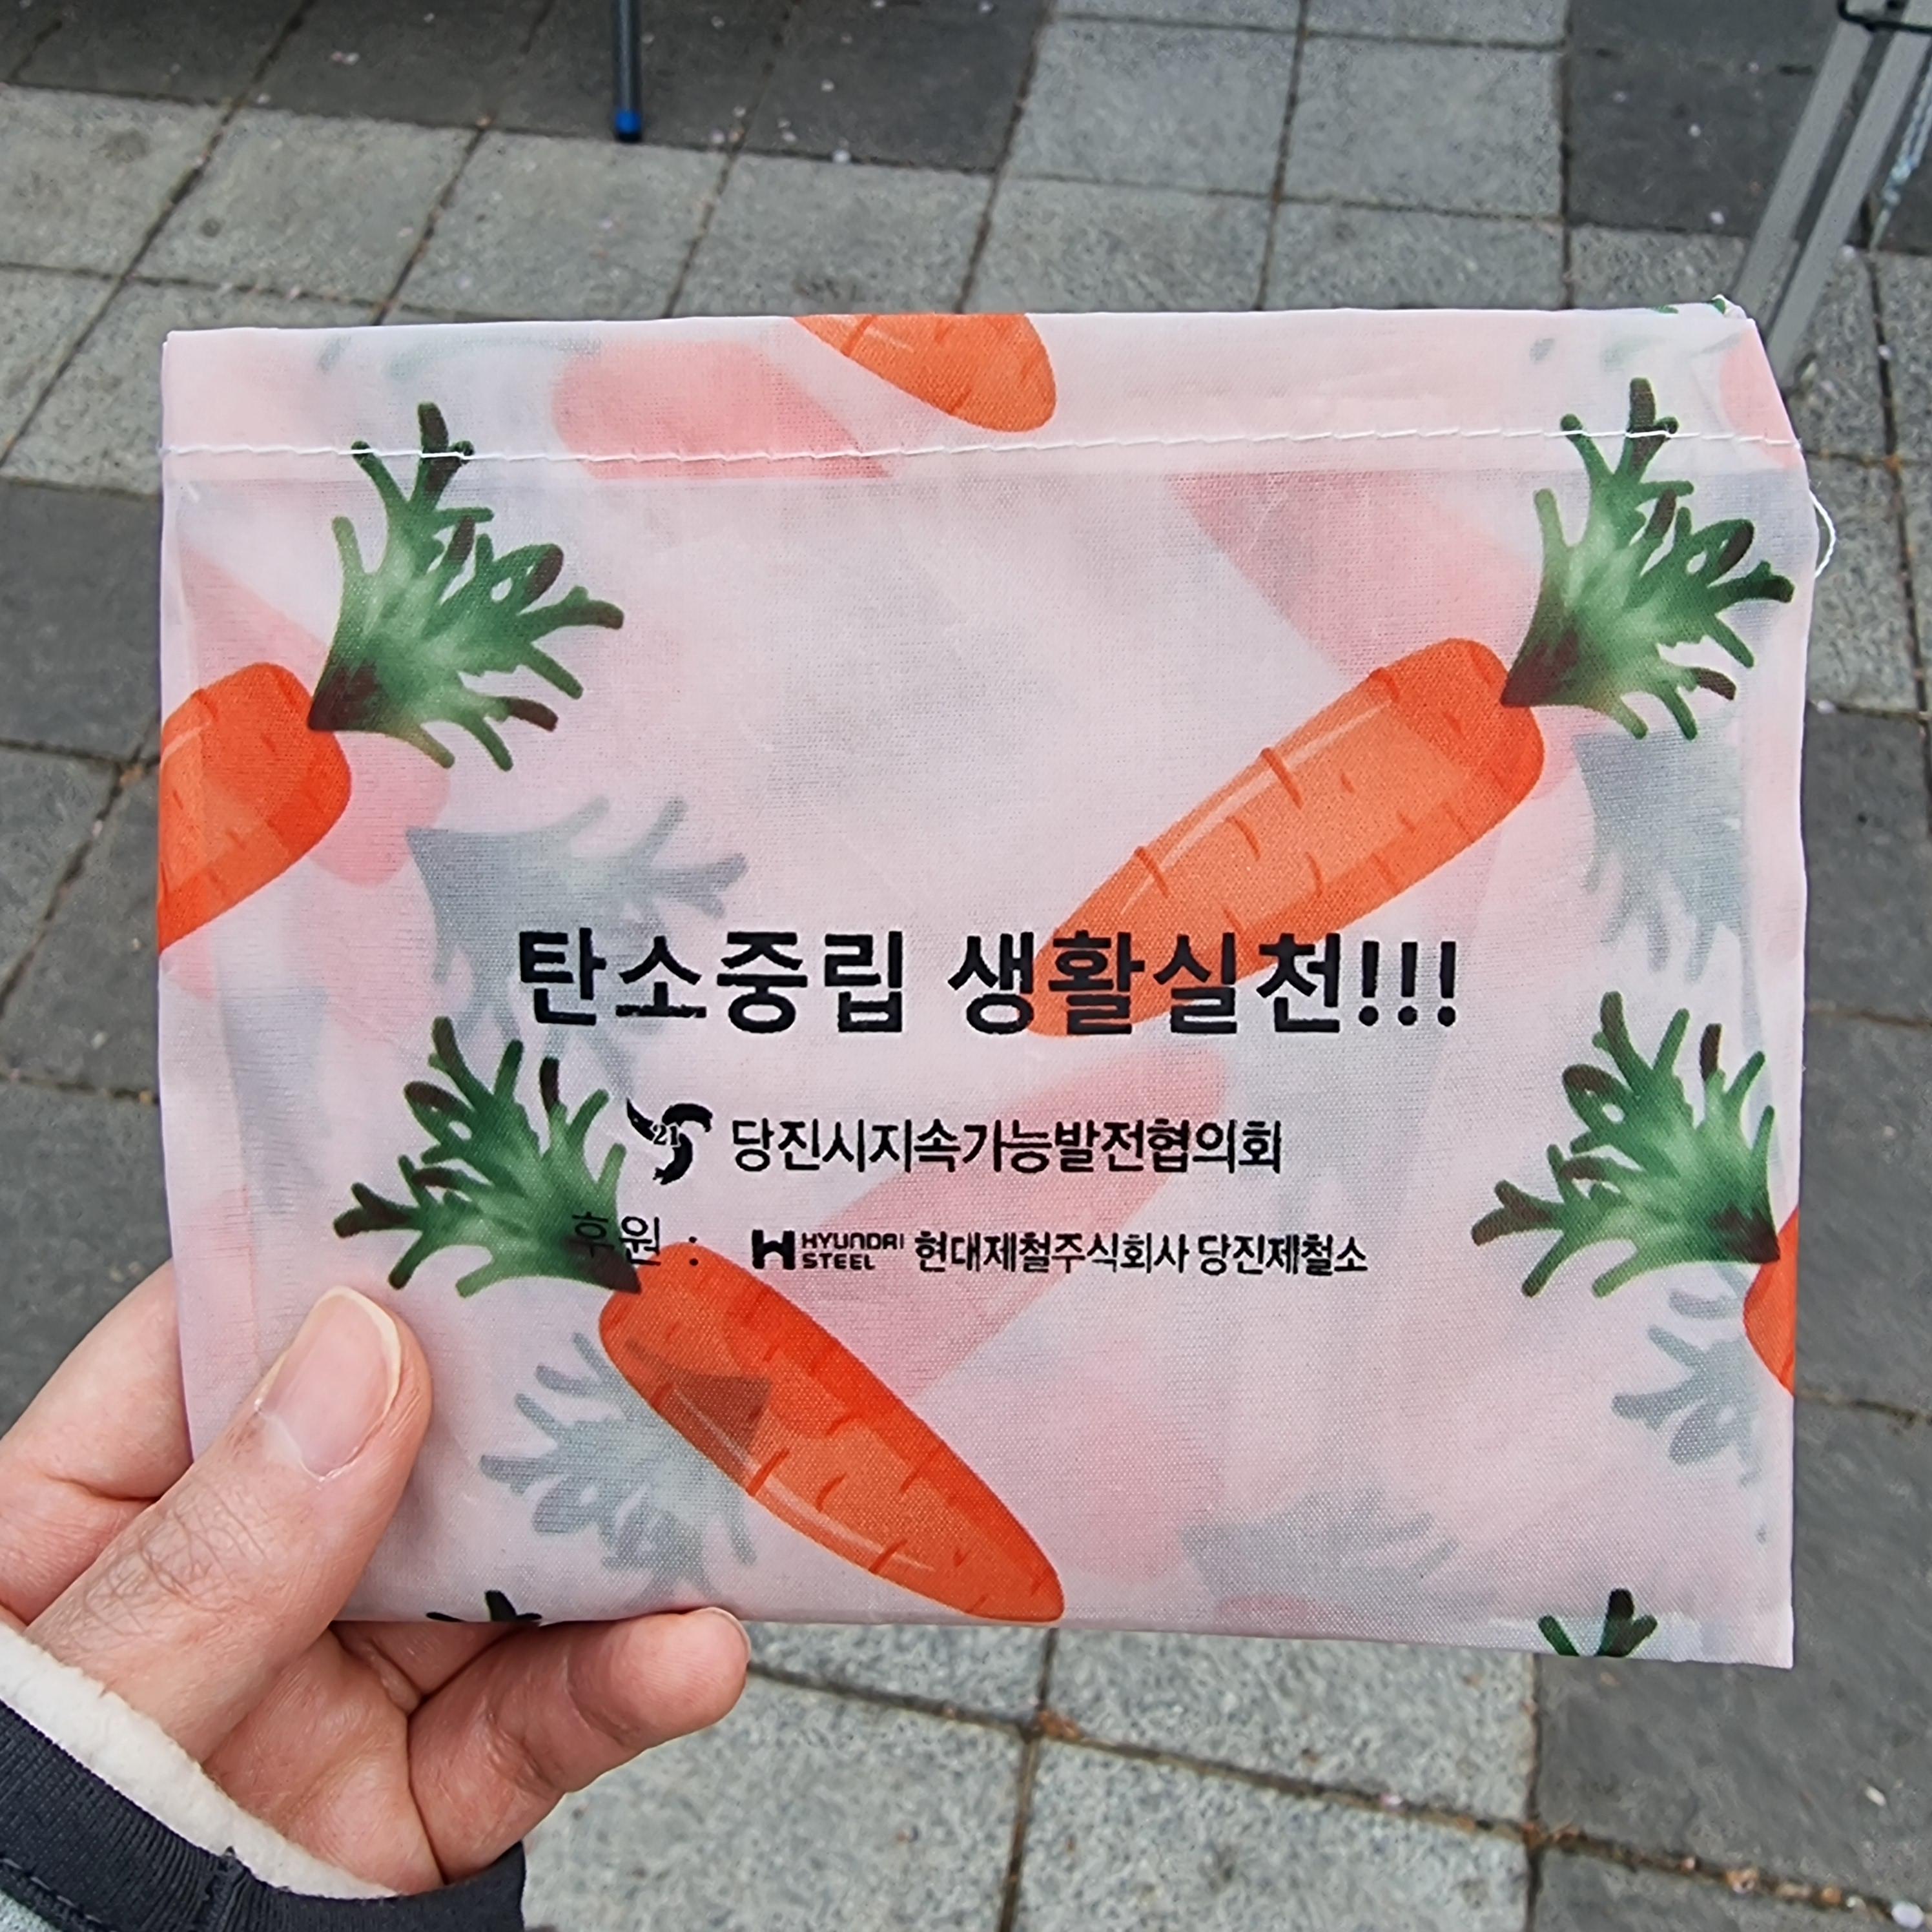 탄소중립 생활실천!!!
21 당진시지속가능발전협의회
후원 : HYUNDAI STEEL 현대제철주식회사 당진제철소